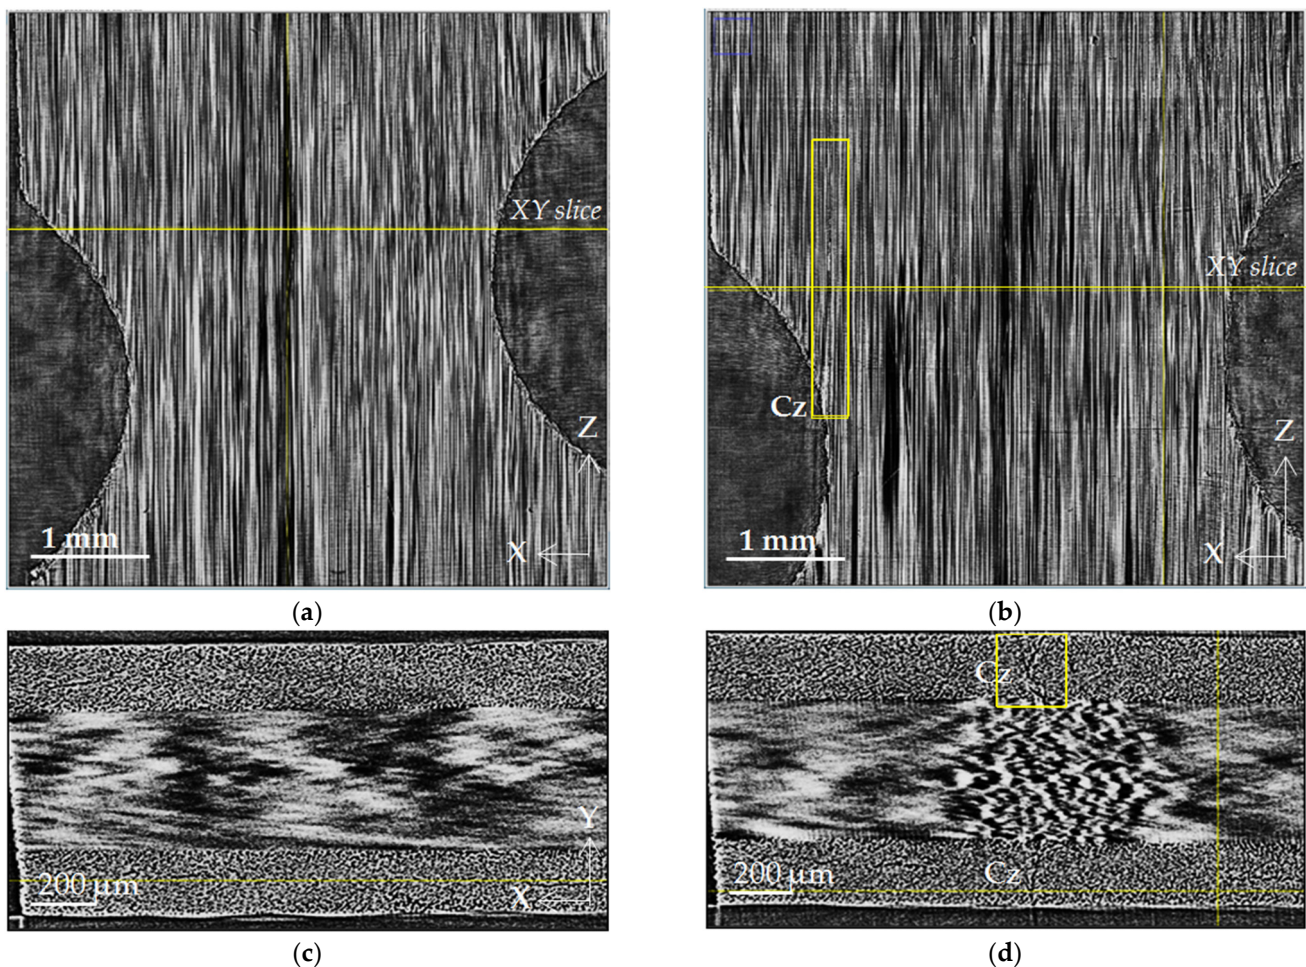 XY slice
Z
1 mm
X
(a)
XY slice
Cz
Z
1 mm
X
(b)
Y
200 μm
X
(c)
Cz
200 μm
Cz
(d)